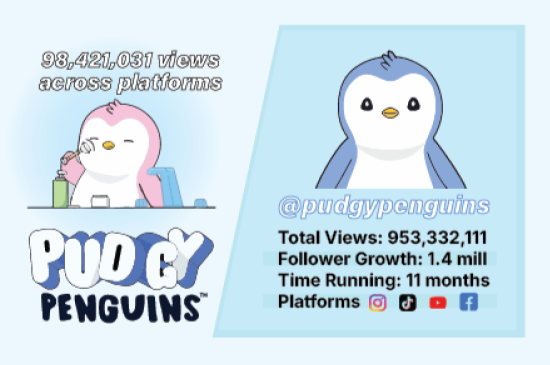 98,421,031 views
across platforms
PUDGY
PENGUINS™
@pudgypenguins
Total Views: 953,332,111
Follower Growth: 1.4 mill
Time Running: 11 months
Platforms